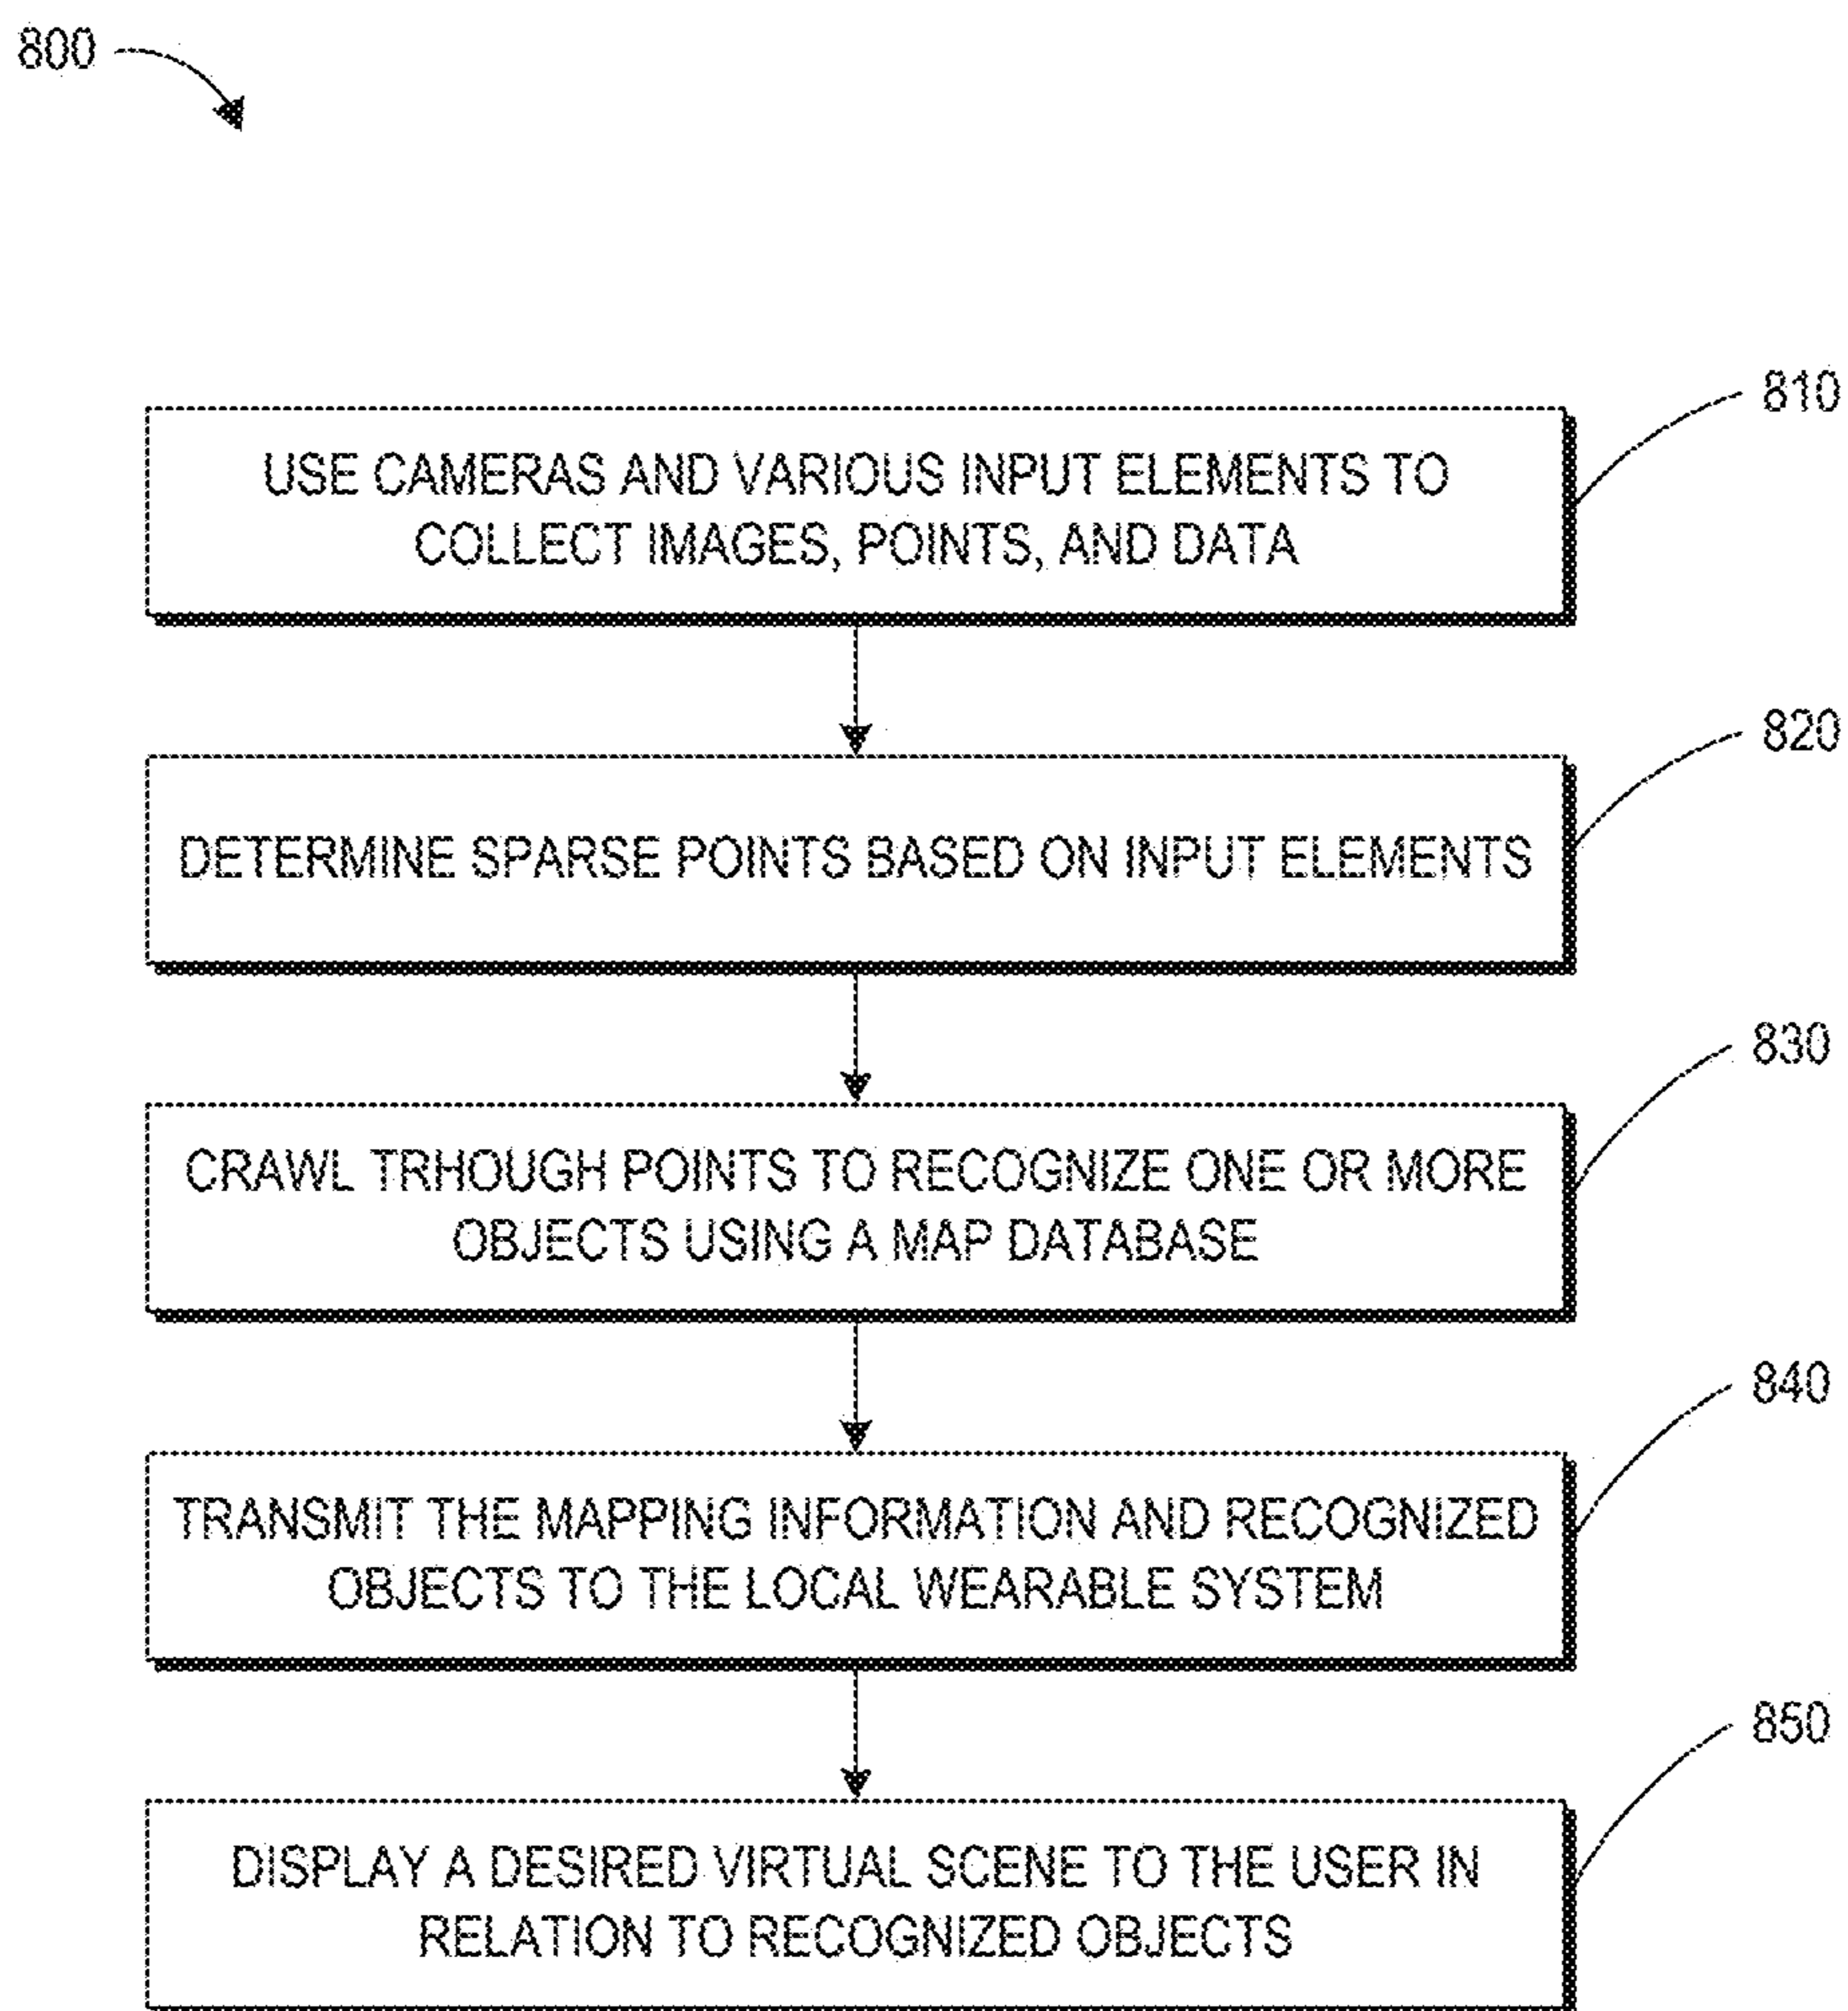 800
810
USE CAMERAS AND VARIOUS INPUT ELEMENTS TO
COLLECT IMAGES, POINTS, AND DATA
820
DETERMINE SPARSE POINTS BASED ON INPUT ELEMENTS
830
CRAWL TRHOUGH POINTS TO RECOGNIZE ONE OR MORE
OBJECTS USING A MAP DATABASE
840
TRANSMIT THE MAPPING INFORMATION AND RECOGNIZED
OBJECTS TO THE LOCAL WEARABLE SYSTEM
850
DISPLAY A DESIRED VIRTUAL SCENE TO THE USER IN
RELATION TO RECOGNIZED OBJECTS